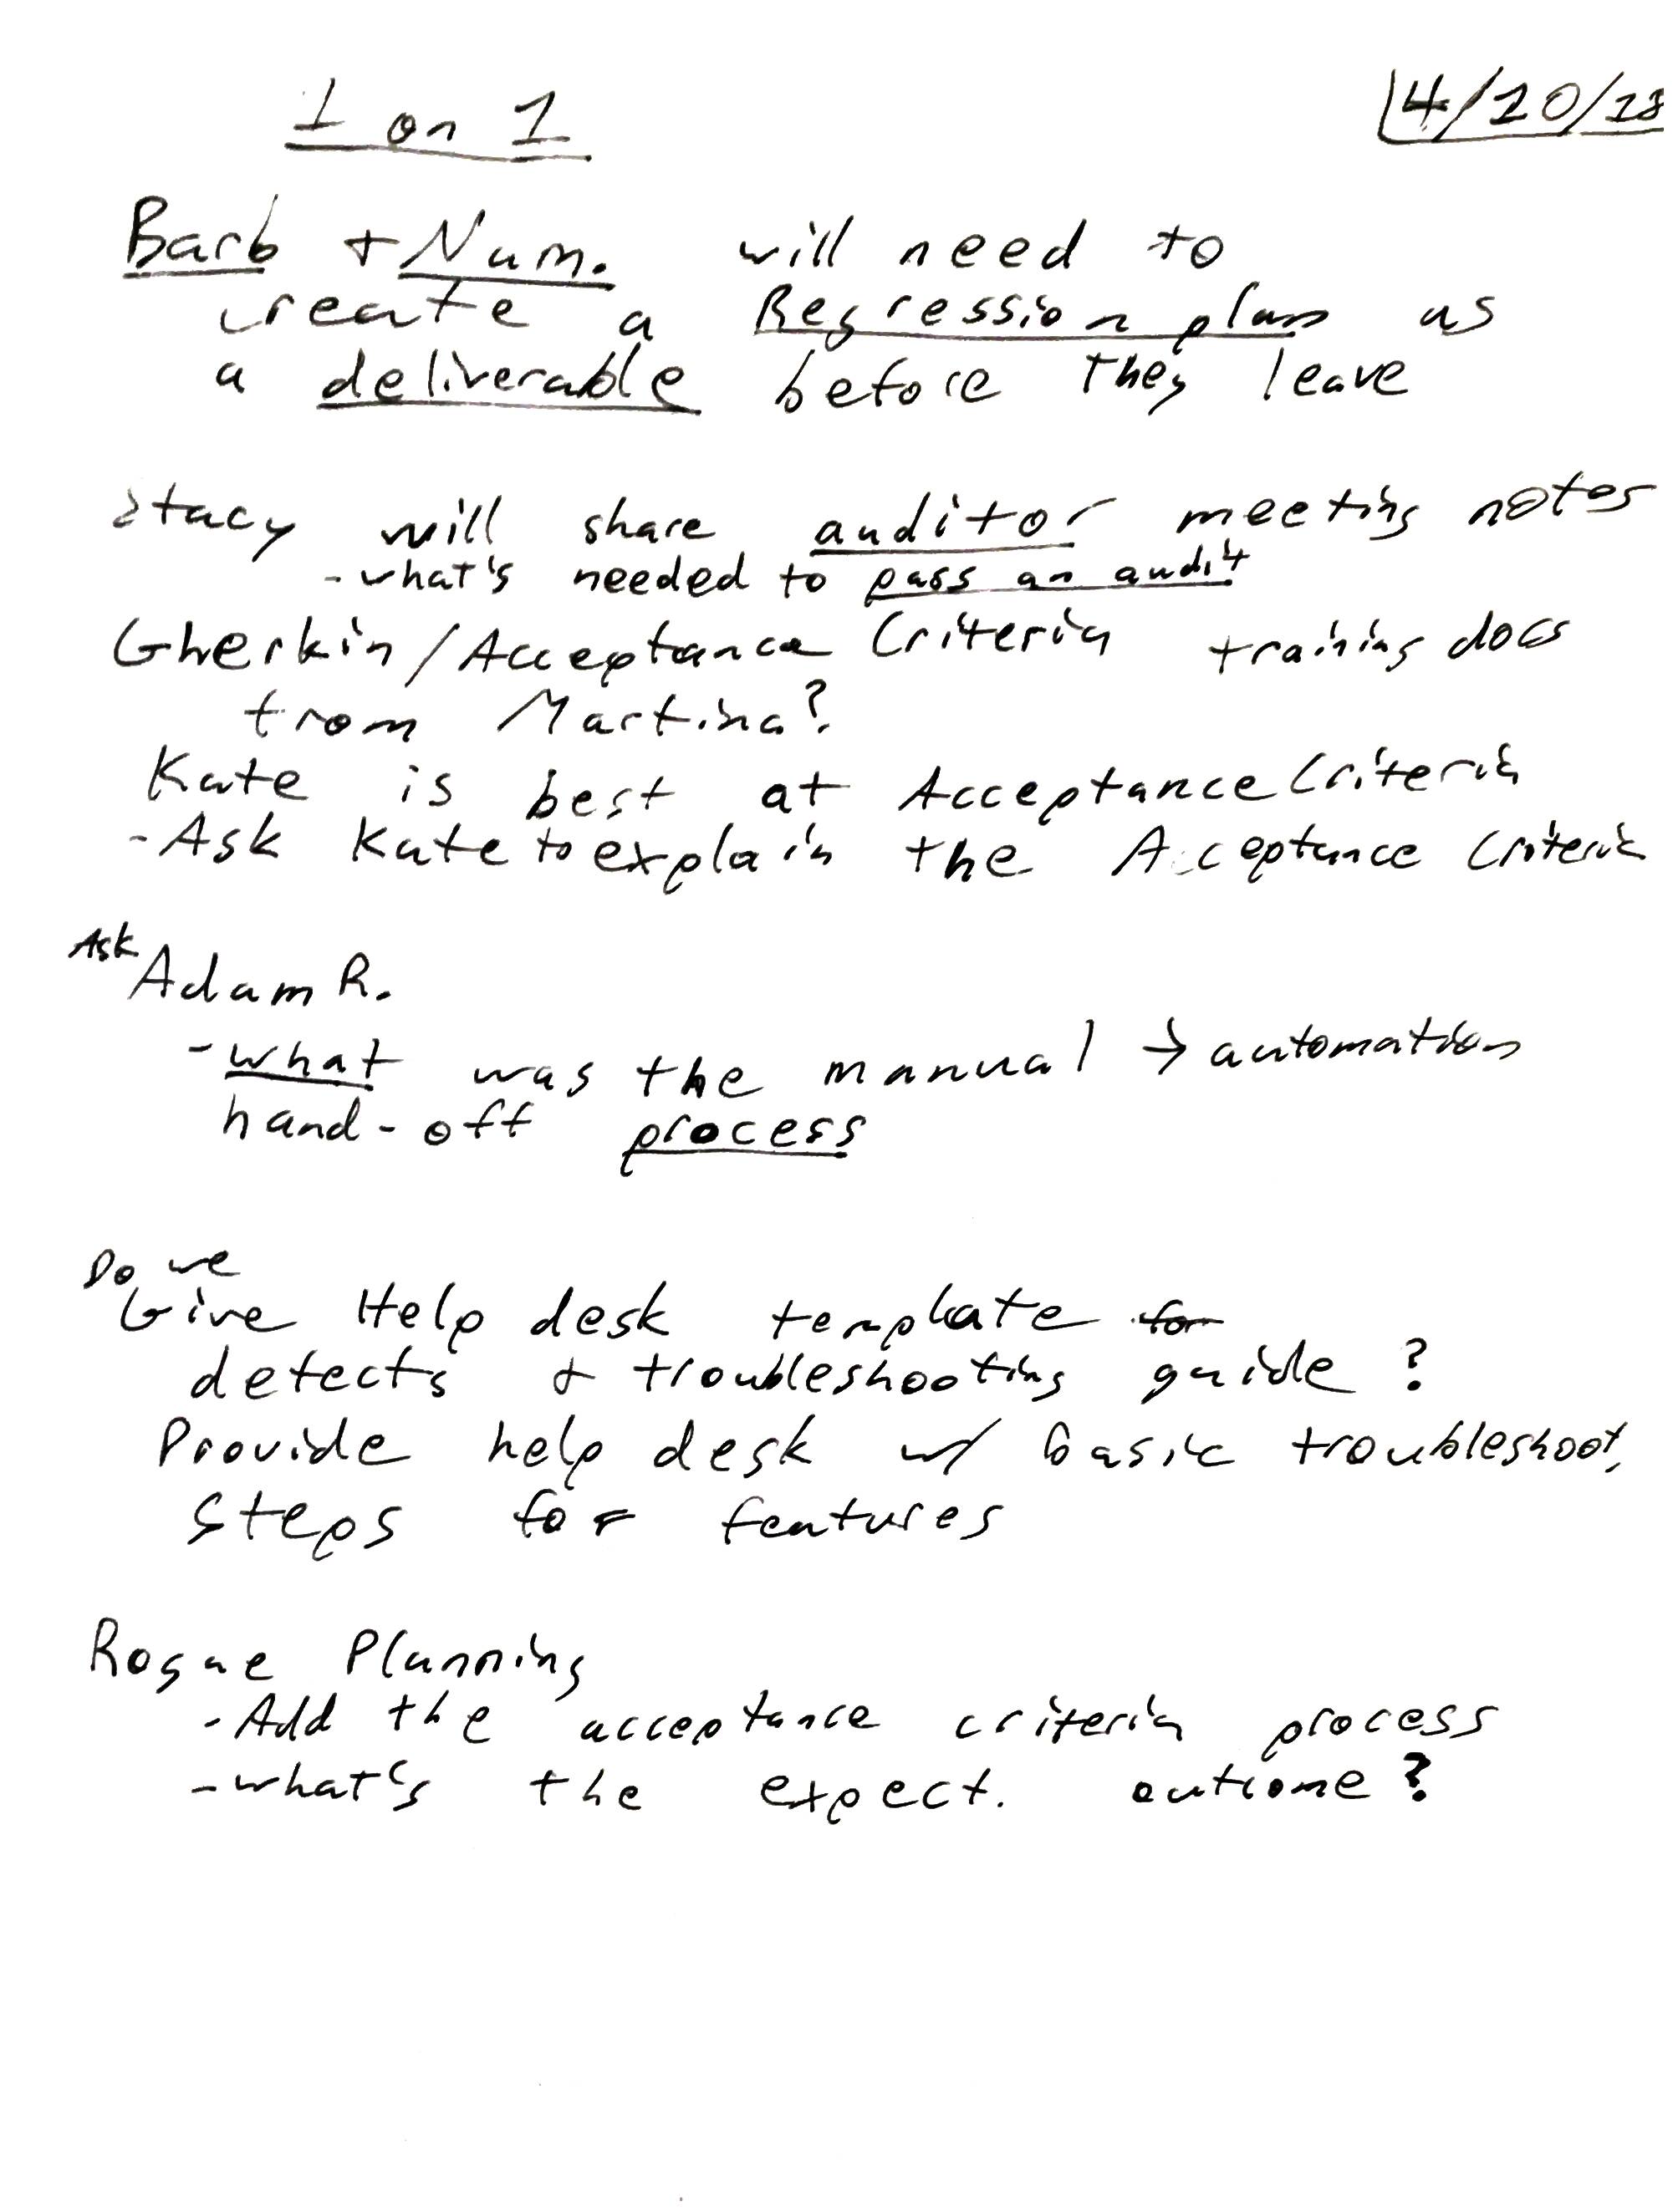 1 on 1
4/20/18
Barb + Num. will need to
create a Regression plan as
a deliverable before they leave
Stacy will share auditor meeting notes
- what's needed to pass an audit
Gherkin/Acceptance Criteria training docs
from Martina?
Kate is best at Acceptance Criteria
- Ask Kate to explain the Acceptance Criteria
Ask
Adam R.
- what was the manual → automation
hand-off process
Do we
Give Help desk template for
defects & troubleshooting guide?
Provide help desk w/ basic troubleshoot.
steps for features
Rogue Planning
- Add the acceptance criteria process
- what's the expect. outcome?